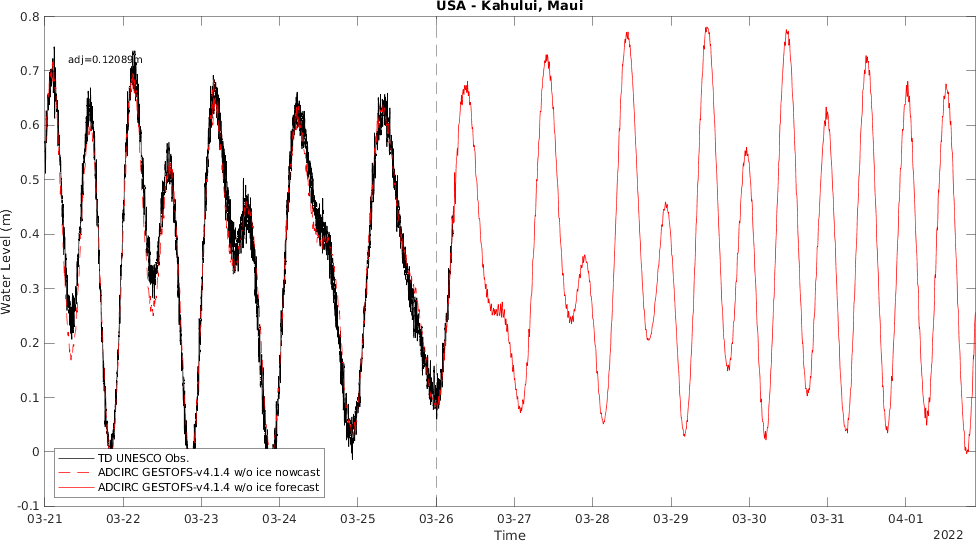 USA - Kahului, Maui
0.8
0.7
0.6
0.5
0.4
0.3
0.2
0.1
0
-0.1
Water Level (m)
adj=0.12089m
TD UNESCO Obs.
ADCIRC GESTOFS-v4.1.4 w/o ice nowcast
ADCIRC GESTOFS-v4.1.4 w/o ice forecast
03-21 03-22 03-23 03-24 03-25 03-26 03-27 03-28 03-29 03-30 03-31 04-01
Time
2022